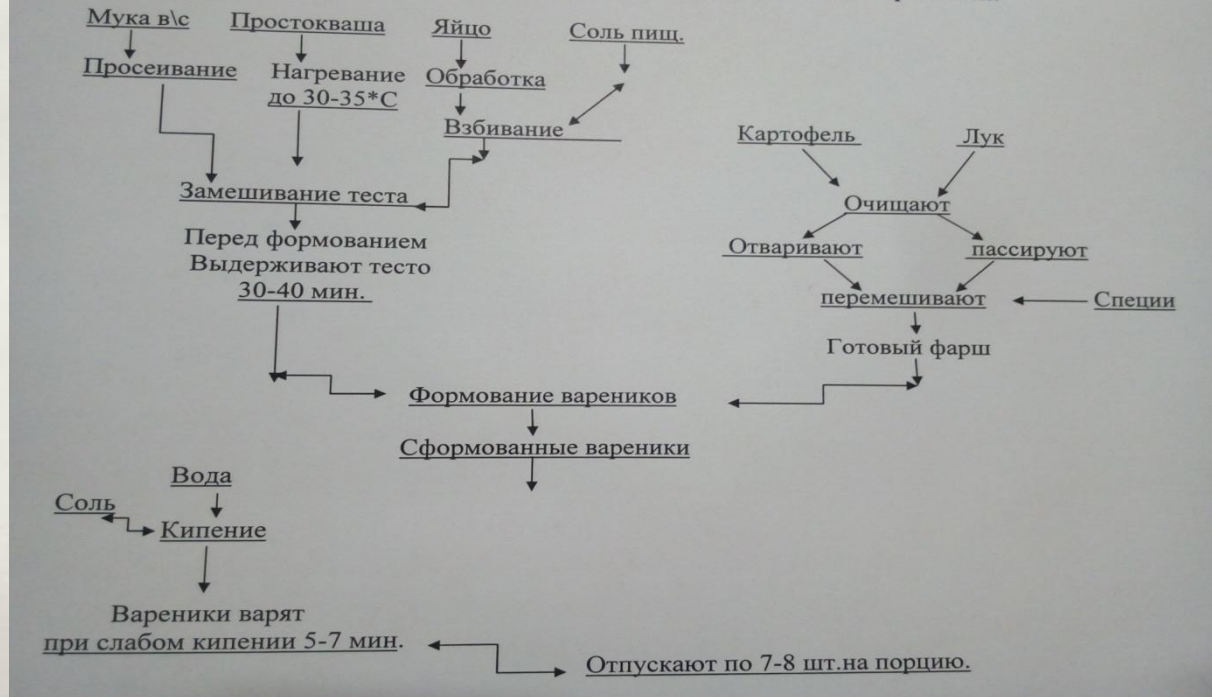 Мука в\с Простокваша Яйцо Соль пищ.
Просеивание Нагревание Обработка
до 30-35*С
Взбивание
Картофель Лук
Замешивание теста
Очищают
Перед формованием
Отваривают пассируют
Выдерживают тесто
30-40 мин.
перемешивают Специи
Готовый фарш
Формование вареников
Сформованные вареники
Вода
Соль
Кипение
Вареники варят
при слабом кипении 5-7 мин.
Отпускают по 7-8 шт.на порцию.